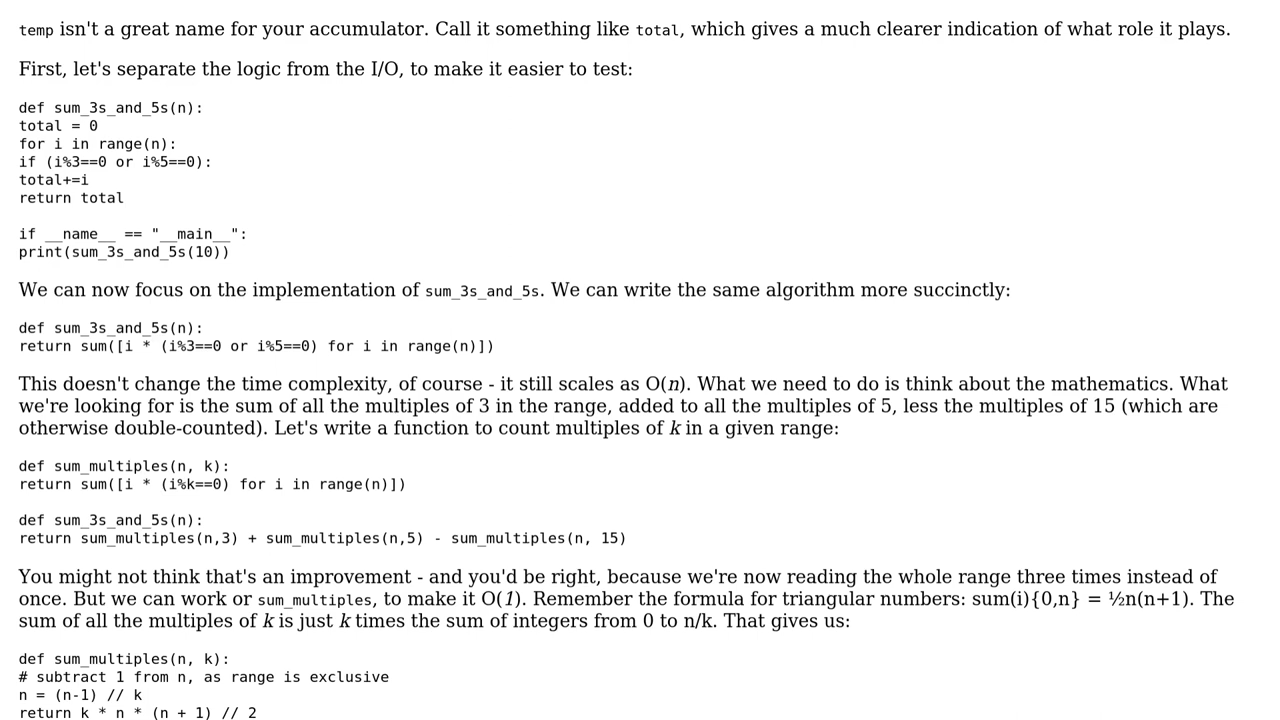 temp isn't a great name for your accumulator. Call it something like total, which gives a much clearer indication of what role it plays.
First, let's separate the logic from the I/O, to make it easier to test:
def sum_3s_and_5s(n):
total = 0
for i in range(n):
if (i%3==0 or i%5==0):
total+=i
return total
if __name__ == "__main__":
print(sum_3s_and_5s(10))
We can now focus on the implementation of sum_3s_and_5s. We can write the same algorithm more succinctly:
def sum_3s_and_5s(n):
return sum([i * (i%3==0 or i%5==0) for i in range(n)])
This doesn't change the time complexity, of course - it still scales as O(n). What we need to do is think about the mathematics. What
we're looking for is the sum of all the multiples of 3 in the range, added to all the multiples of 5, less the multiples of 15 (which are
otherwise double-counted). Let's write a function to count multiples of k in a given range:
def sum_multiples(n, k):
return sum([i * (i%k==0) for i in range(n)])
def sum_3s_and_5s(n):
return sum_multiples(n,3) + sum_multiples(n,5) - sum_multiples(n, 15)
You might not think that's an improvement - and you'd be right, because we're now reading the whole range three times instead of
once. But we can work or sum_multiples, to make it O(1). Remember the formula for triangular numbers: sum(i){0,n} = ½n(n+1). The
sum of all the multiples of k is just k times the sum of integers from 0 to n/k. That gives us:
def sum_multiples(n, k):
# subtract 1 from n, as range is exclusive
n = (n-1) // k
return k * n * (n + 1) // 2